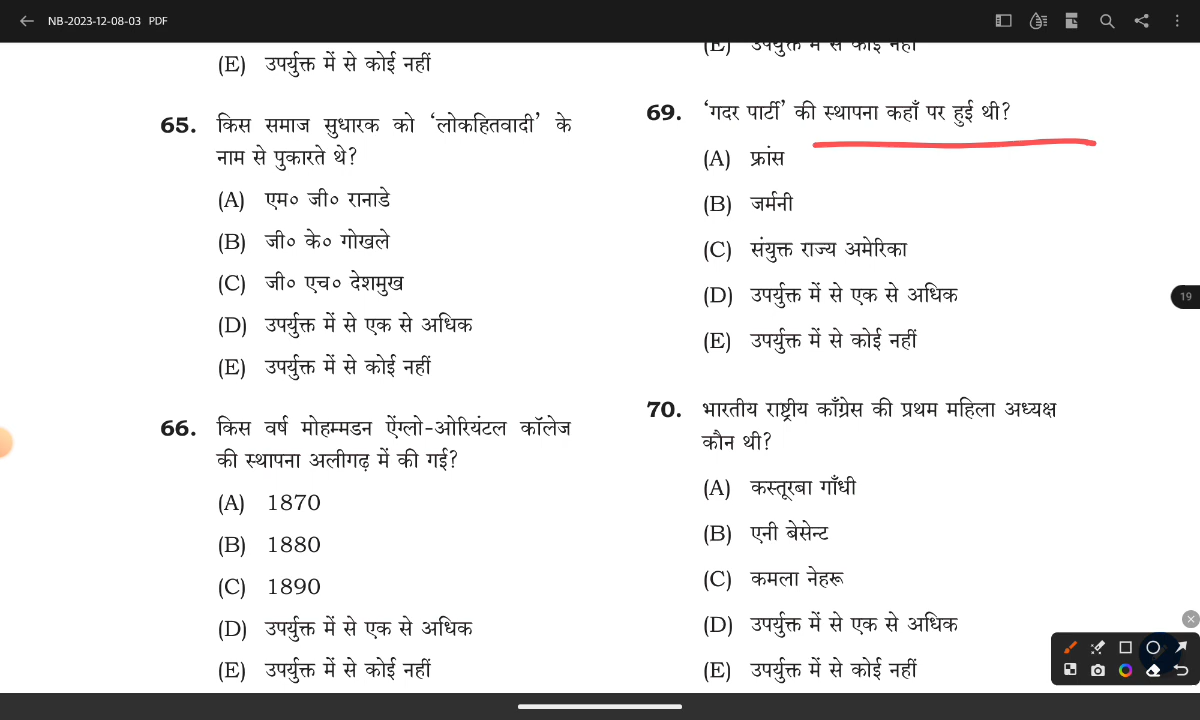 NB-2023-12-08-03 PDF
(E) उपर्युक्त में से कोई नहीं
65. किस समाज सुधारक को ‘लोकहितवादी’ के
नाम से पुकारते थे?
(A) एम० जी० रानाडे
(B) जी० के० गोखले
(C) जी० एच० देशमुख
(D) उपर्युक्त में से एक से अधिक
(E) उपर्युक्त में से कोई नहीं
66. किस वर्ष मोहम्मडन ऐंग्लो-ओरियंटल कॉलेज
की स्थापना अलीगढ़ में की गई?
(A) 1870
(B) 1880
(C) 1890
(D) उपर्युक्त में से एक से अधिक
(E) उपर्युक्त में से कोई नहीं
(E) उपर्युक्त में से कोई नहीं
69. ‘गदर पार्टी’ की स्थापना कहाँ पर हुई थी?
(A) फ्रांस
(B) जर्मनी
(C) संयुक्त राज्य अमेरिका
(D) उपर्युक्त में से एक से अधिक
(E) उपर्युक्त में से कोई नहीं
70. भारतीय राष्ट्रीय काँग्रेस की प्रथम महिला अध्यक्ष
कौन थी?
(A) कस्तूरबा गाँधी
(B) एनी बेसेन्ट
(C) कमला नेहरू
(D) उपर्युक्त में से एक से अधिक
(E) उपर्युक्त में से कोई नहीं
19